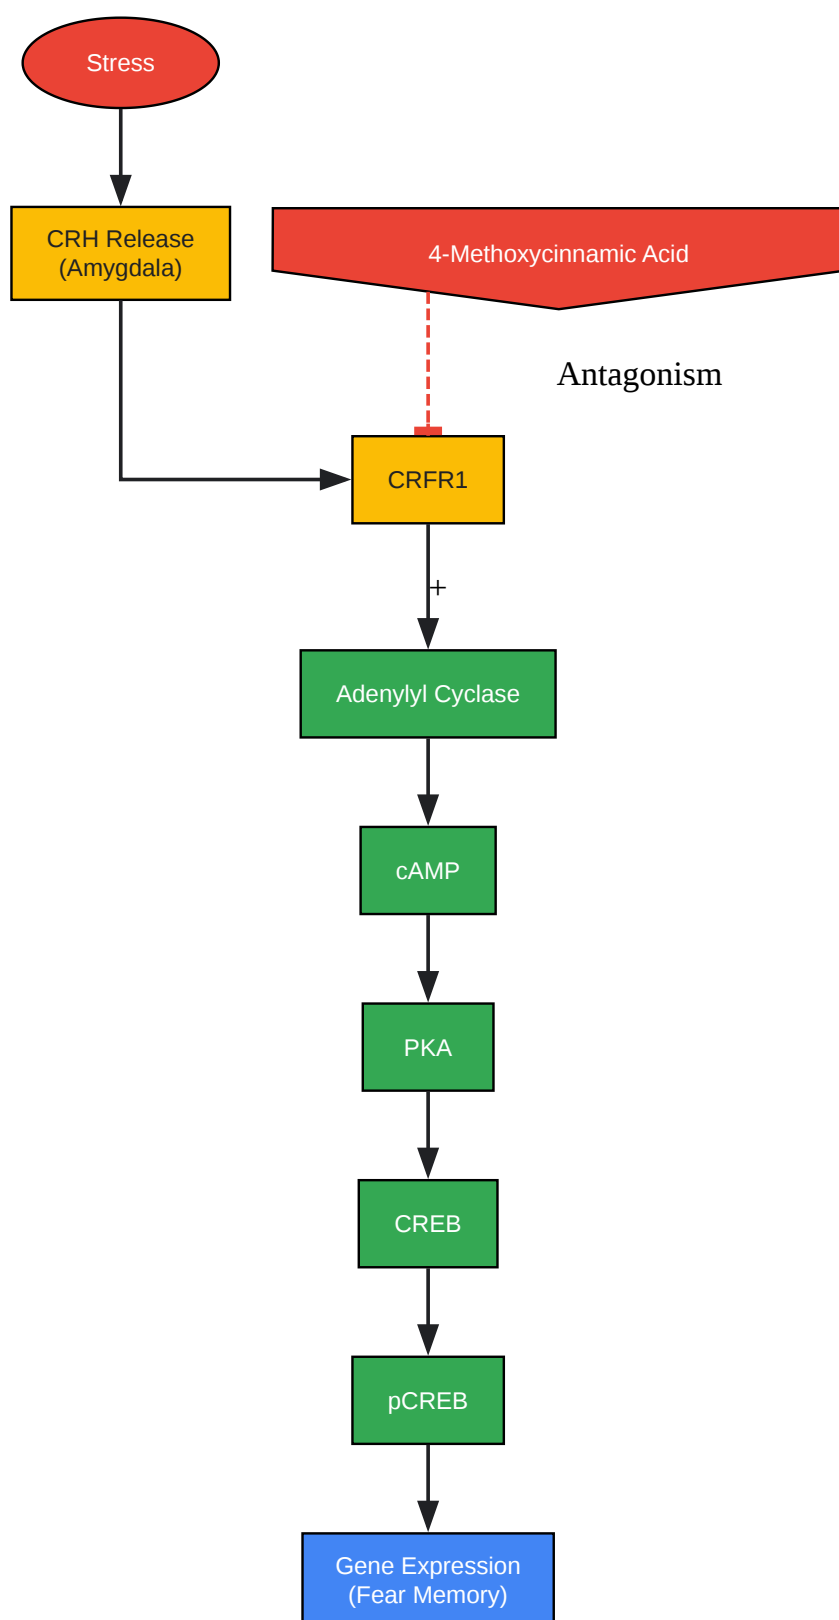 Stress
CRH Release
(Amygdala)
4-Methoxycinnamic Acid
Antagonism
CRFR1
+
Adenylyl Cyclase
cAMP
PKA
CREB
pCREB
Gene Expression
(Fear Memory)